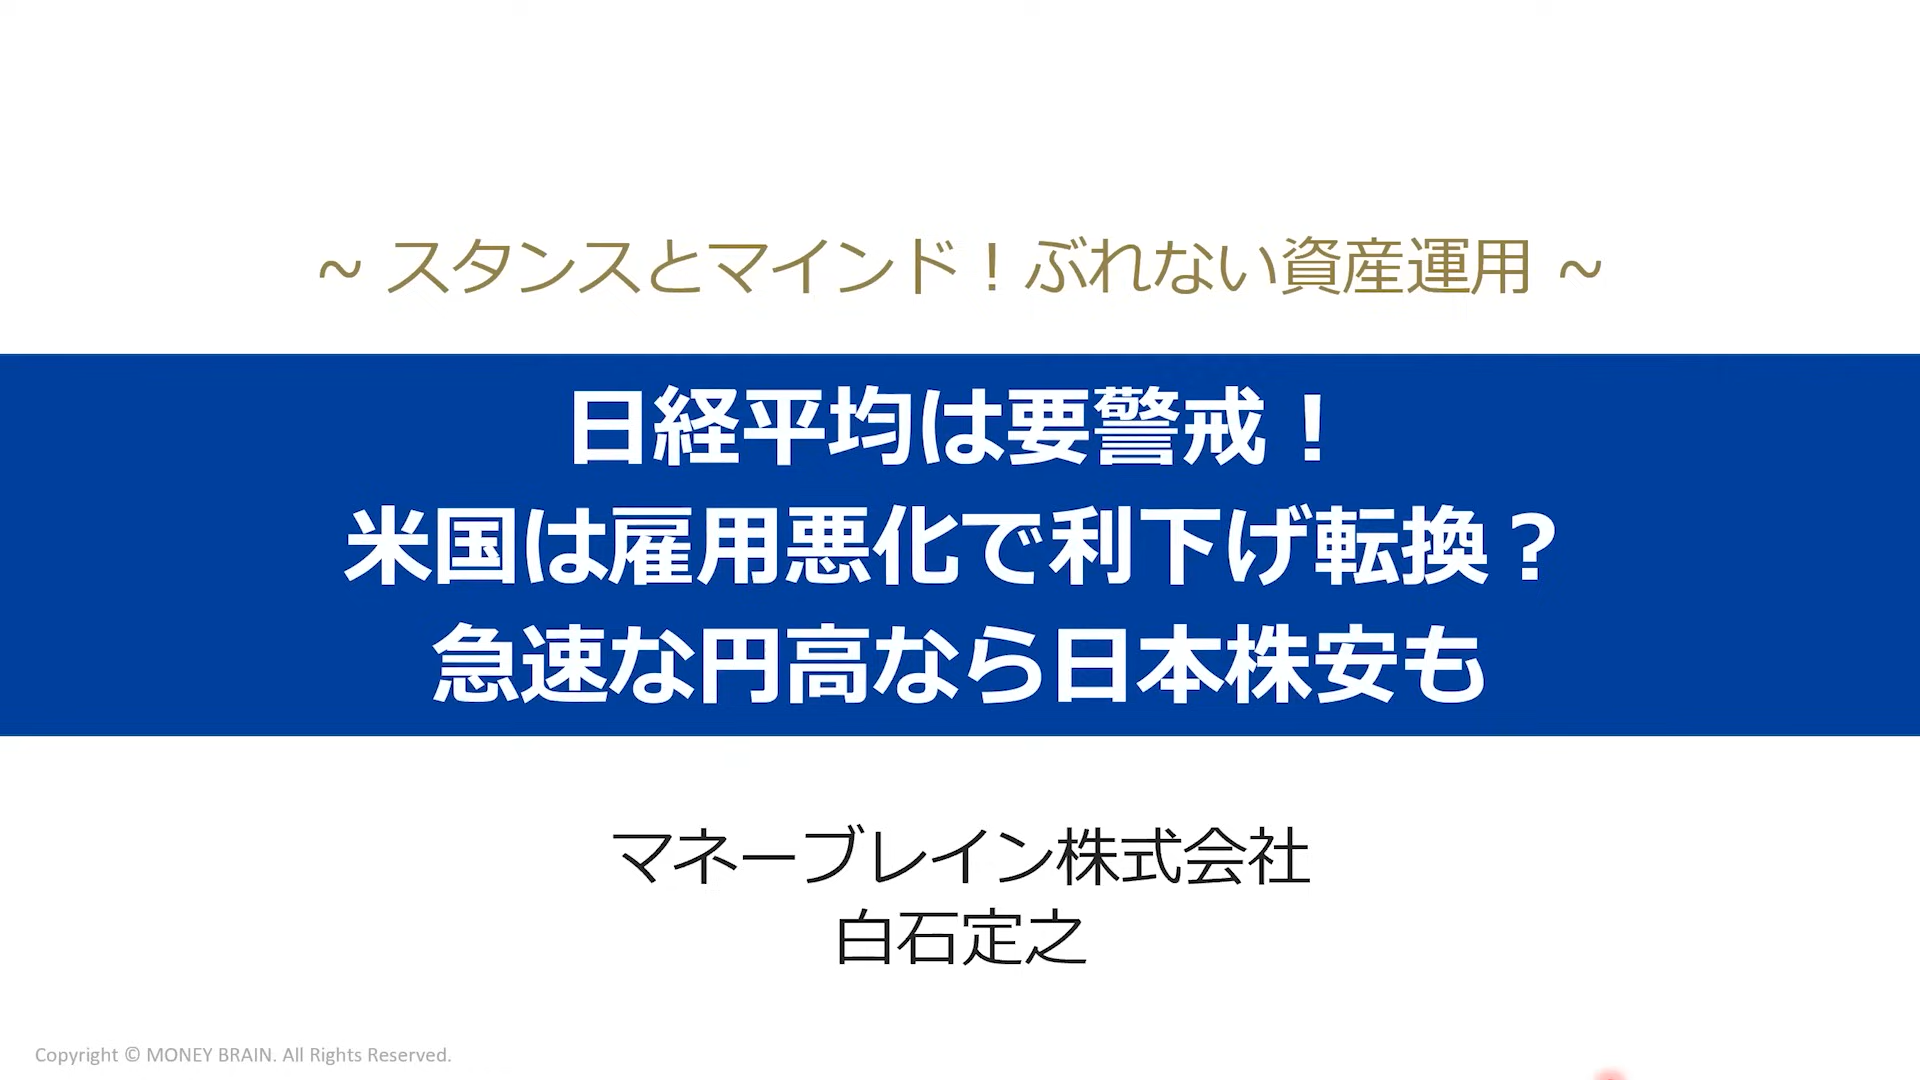 ~ スタンスとマインド！ぶれない資産運用 ~
日経平均は要警戒！
米国は雇用悪化で利下げ転換？
急速な円高なら日本株安も
マネーブレイン株式会社
白石定之
Copyright © MONEY BRAIN. All Rights Reserved.